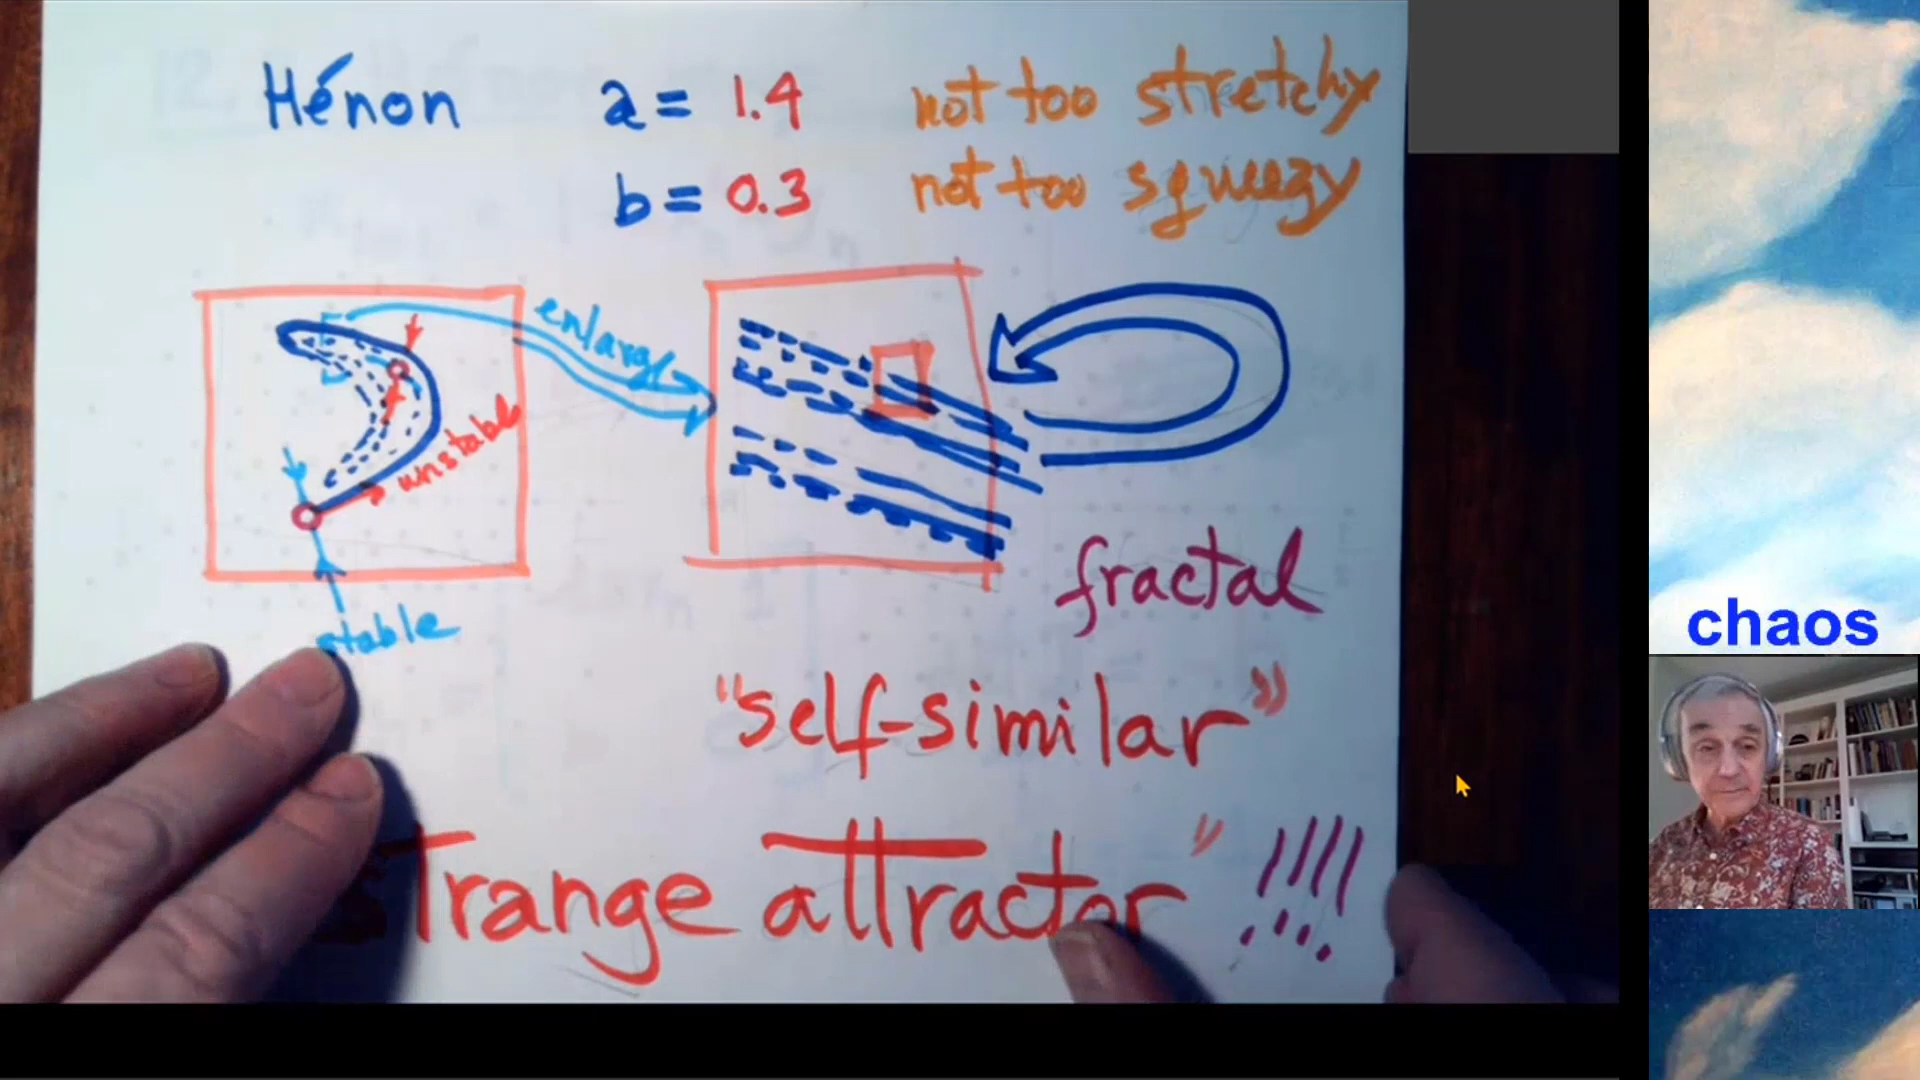 Hénon a = 1.4 not too stretchy
b = 0.3 not too squeezy
enlarge
unstable
stable
fractal
"self-similar"
strange attractor" !!!!
chaos